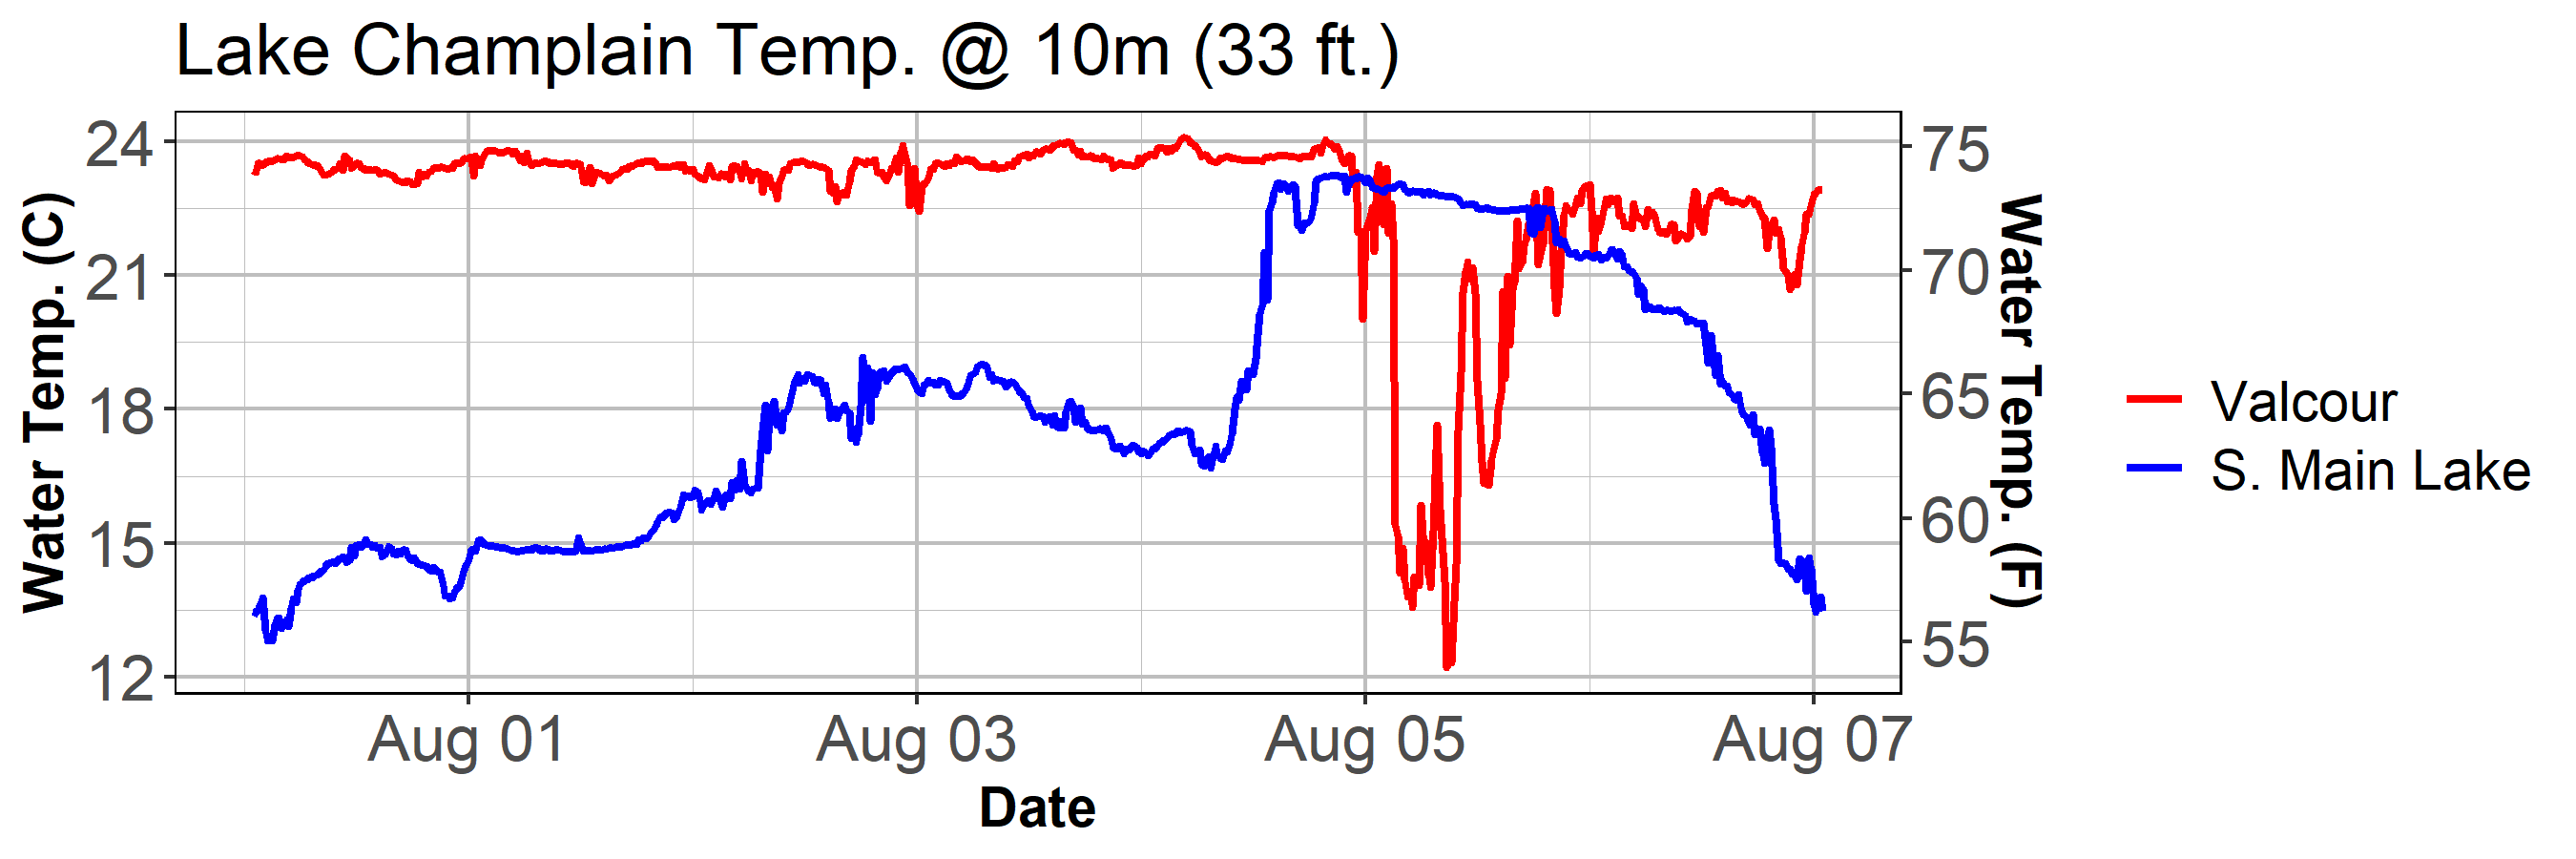 Lake Champlain Temp. @ 10m (33 ft.)
Water Temp. (C)
24
21
18
15
12
75
70
65
60
55
Water Temp. (F)
Aug 01
Aug 03
Aug 05
Aug 07
Date
Valcour
S. Main Lake